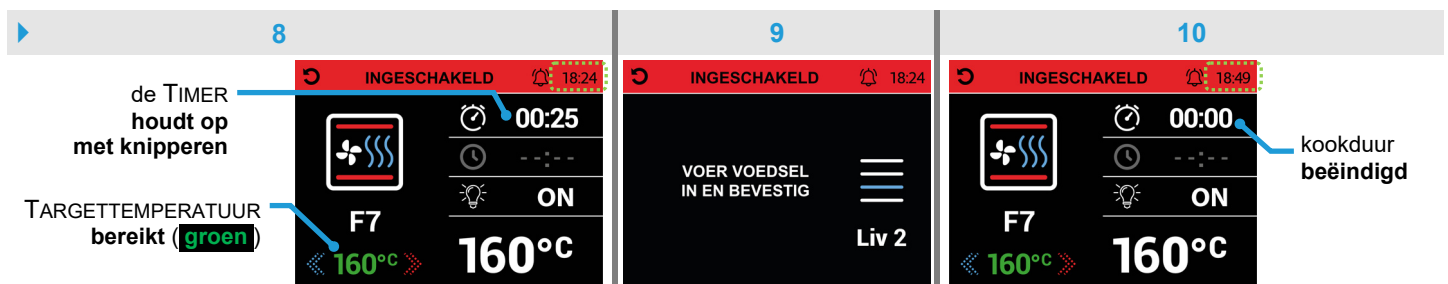 8
9
10
de TIMER
houdt op
met knipperen
TARGETTEMPERATUUR
bereikt (groen)
INGESCHAKELD 18:24
00:25
--:--
ON
F7
160°C
160°C
INGESCHAKELD 18:24
VOER VOEDSEL
IN EN BEVESTIG
Liv 2
INGESCHAKELD 18:49
00:00
--:--
ON
F7
160°C
160°C
kookduur
beëindigd